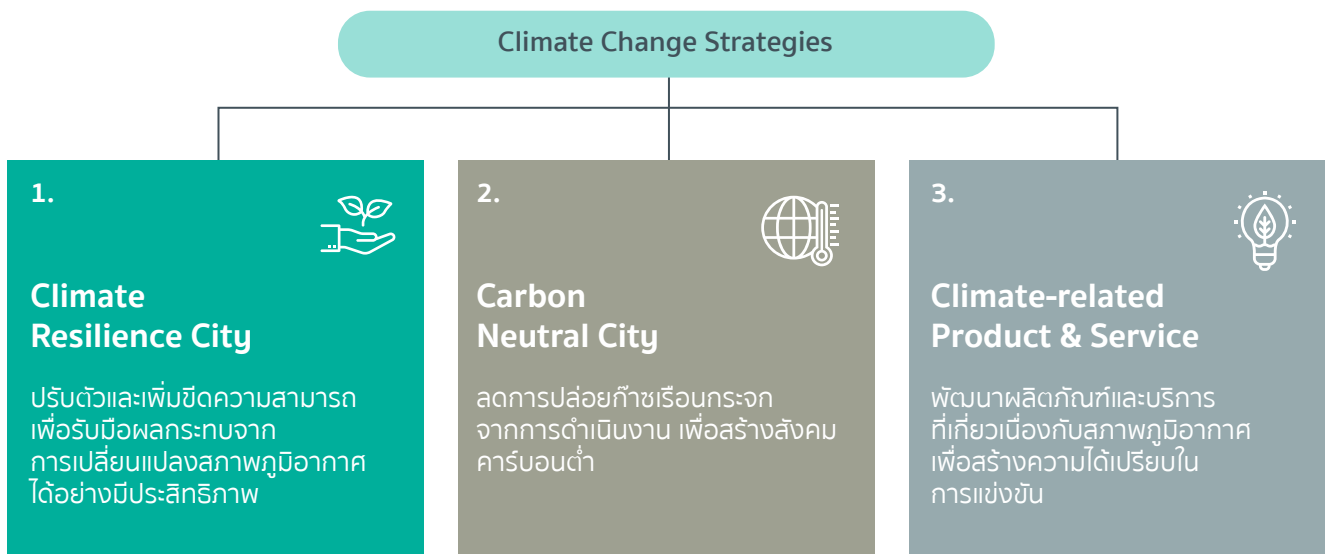 Climate Change Strategies
1.
Climate
Resilience City
ปรับตัวและเพิ่มขีดความสามารถ
เพื่อรับมือผลกระทบจาก
การเปลี่ยนแปลงสภาพภูมิอากาศ
ได้อย่างมีประสิทธิภาพ
2.
Carbon
Neutral City
ลดการปล่อยก๊าซเรือนกระจก
จากการดำเนินงาน เพื่อสร้างสังคม
คาร์บอนต่ำ
3.
Climate-related
Product & Service
พัฒนาผลิตภัณฑ์และบริการ
ที่เกี่ยวเนื่องกับสภาพภูมิอากาศ
เพื่อสร้างความได้เปรียบใน
การแข่งขัน